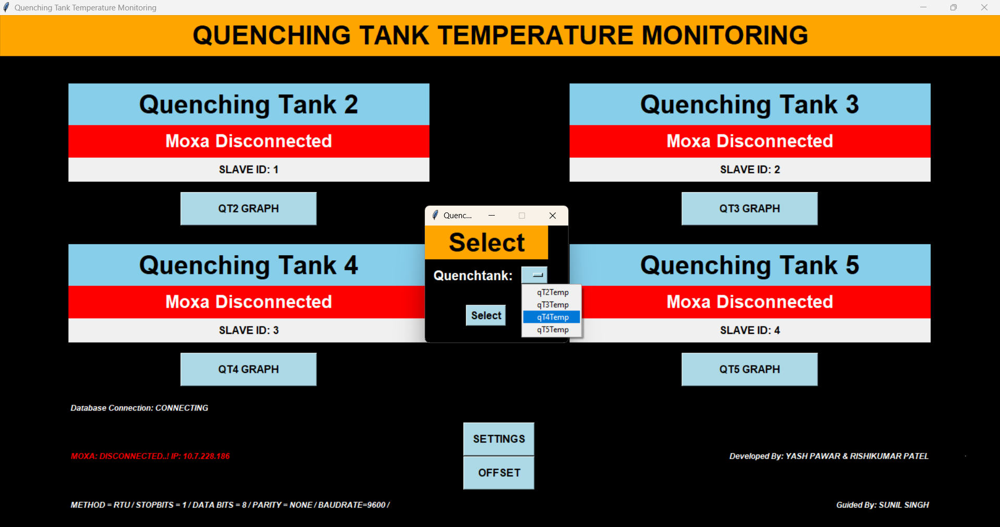 Quenching Tank Temperature Monitoring
QUENCHING TANK TEMPERATURE MONITORING
Quenching Tank 2
Moxa Disconnected
SLAVE ID: 1
QT2 GRAPH
Quenching Tank 3
Moxa Disconnected
SLAVE ID: 2
QT3 GRAPH
Quenching Tank 4
Moxa Disconnected
SLAVE ID: 3
QT4 GRAPH
Quenc...
Select
Quenchtank:
qT2Temp
qT3Temp
qT4Temp
qT5Temp
Select
Quenching Tank 5
Moxa Disconnected
SLAVE ID: 4
QT5 GRAPH
Database Connection: CONNECTING
SETTINGS
MOXA: DISCONNECTED..! IP: 10.7.228.186
Developed By: YASH PAWAR & RISHIKUMAR PATEL
OFFSET
METHOD = RTU / STOPBITS = 1 / DATA BITS = 8 / PARITY = NONE / BAUDRATE=9600 /
Guided By: SUNIL SINGH